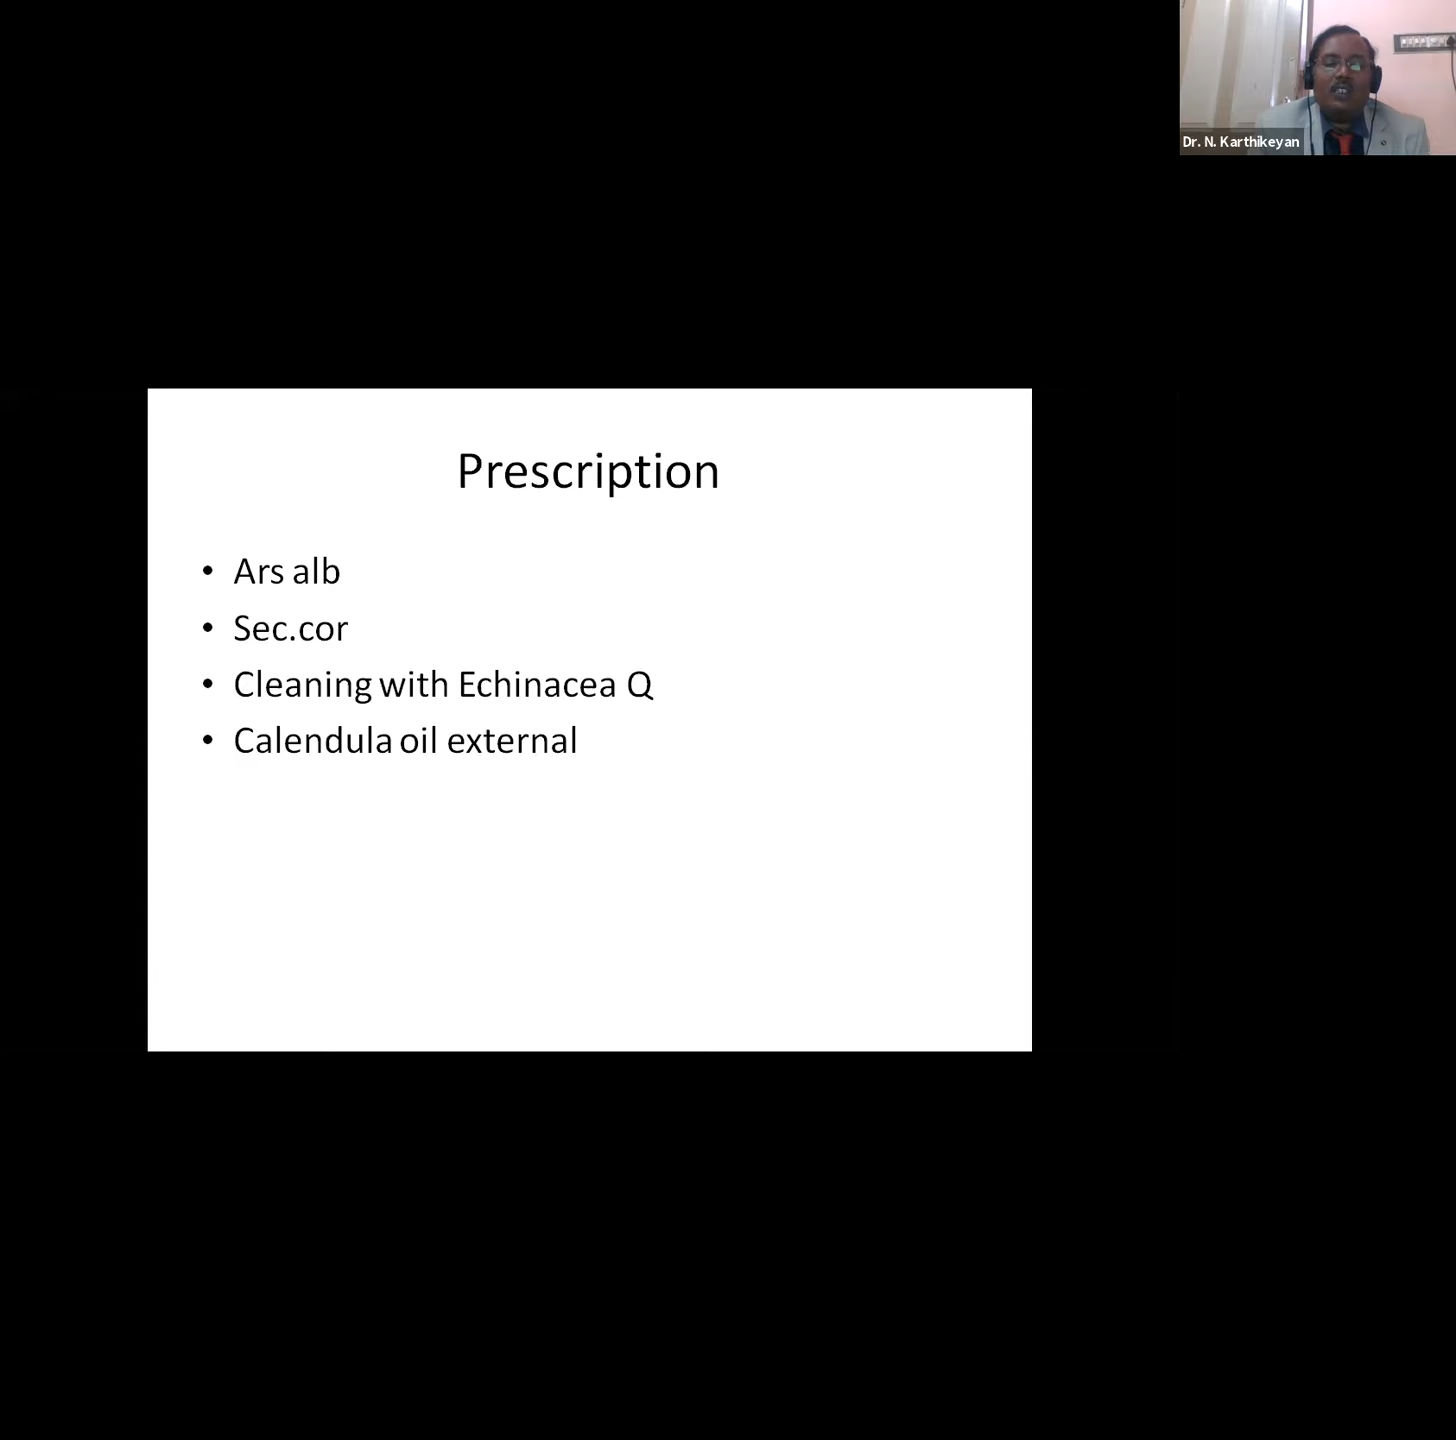 Dr. N. Karthikeyan
Prescription
• Ars alb
• Sec.cor
• Cleaning with Echinacea Q
• Calendula oil external